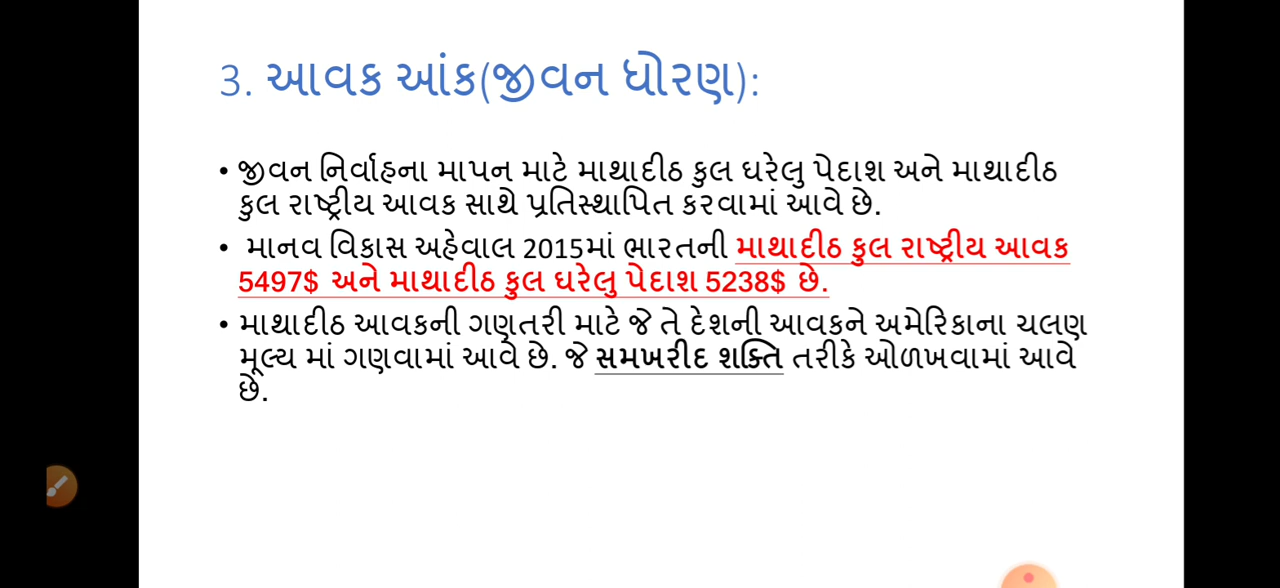 3. આવક આંક(જીવન ધોરણ):
• જીવન નિર્વાહના માપન માટે માથાદીઠ કુલ ઘરેલુ પેદાશ અને માથાદીઠ
કુલ રાષ્ટ્રીય આવક સાથે પ્રતિસ્થાપિત કરવામાં આવે છે.
• માનવ વિકાસ અહેવાલ 2015માં ભારતની માથાદીઠ કુલ રાષ્ટ્રીય આવક
5497$ અને માથાદીઠ કુલ ઘરેલુ પેદાશ 5238$ છે.
• માથાદીઠ આવકની ગણતરી માટે જે તે દેશની આવકને અમેરિકાના ચલણ
મૂલ્ય માં ગણવામાં આવે છે. જે સમખરીદ શક્તિ તરીકે ઓળખવામાં આવે
છે.